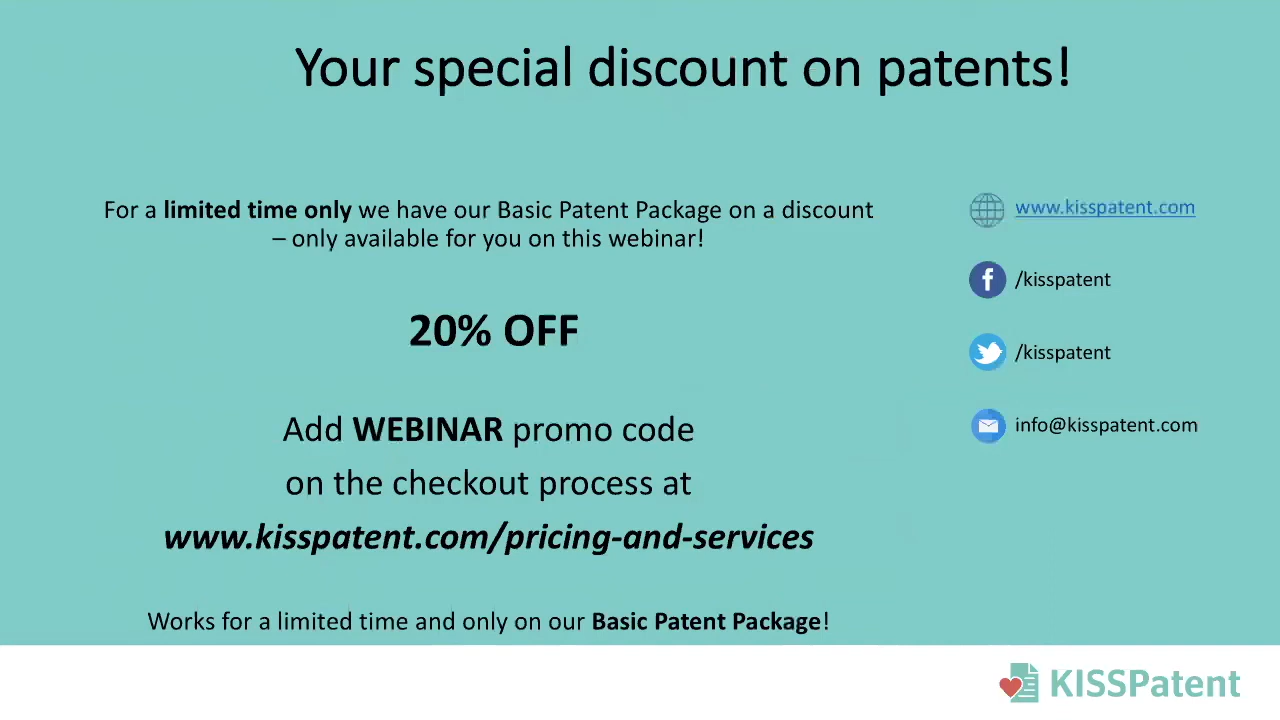 Your special discount on patents!
For a limited time only we have our Basic Patent Package on a discount
– only available for you on this webinar!
20% OFF
Add WEBINAR promo code
on the checkout process at
www.kisspatent.com/pricing-and-services
Works for a limited time and only on our Basic Patent Package!
www.kisspatent.com
/kisspatent
/kisspatent
info@kisspatent.com
KISSPatent